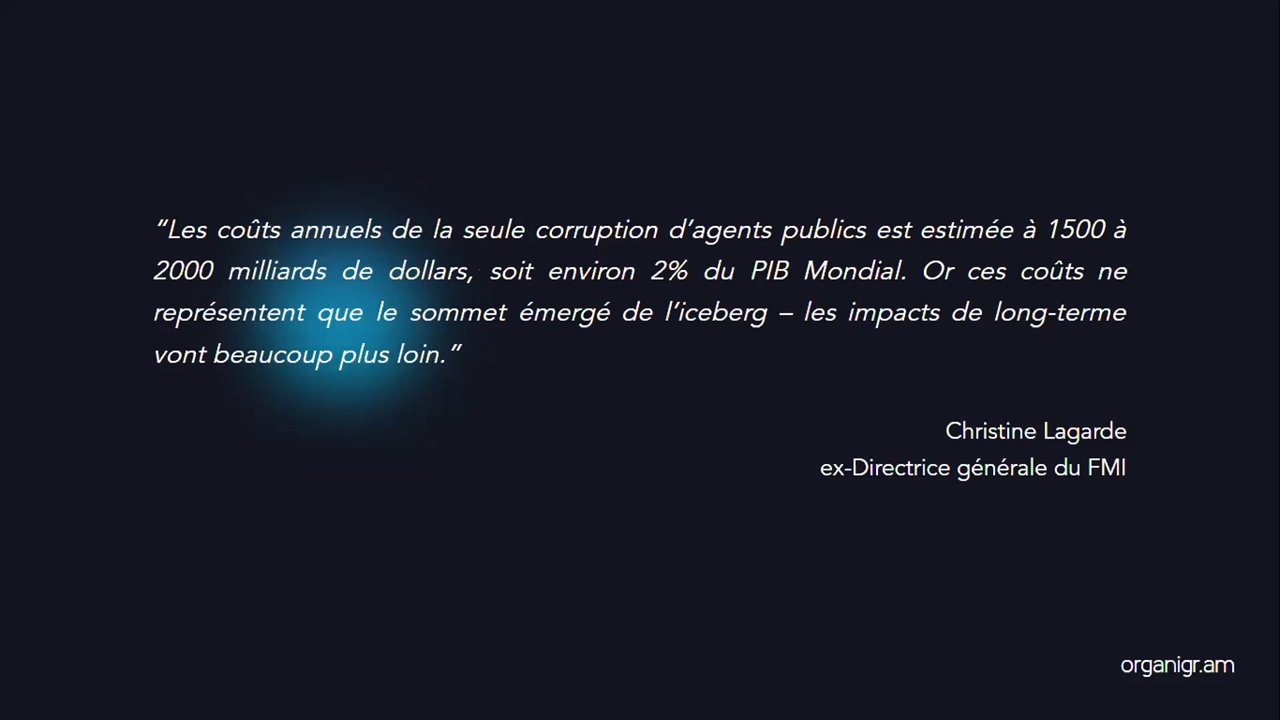 “Les coûts annuels de la seule corruption d’agents publics est estimée à 1500 à
2000 milliards de dollars, soit environ 2% du PIB Mondial. Or ces coûts ne
représentent que le sommet émergé de l’iceberg – les impacts de long-terme
vont beaucoup plus loin.”
Christine Lagarde
ex-Directrice générale du FMI
organigr.am